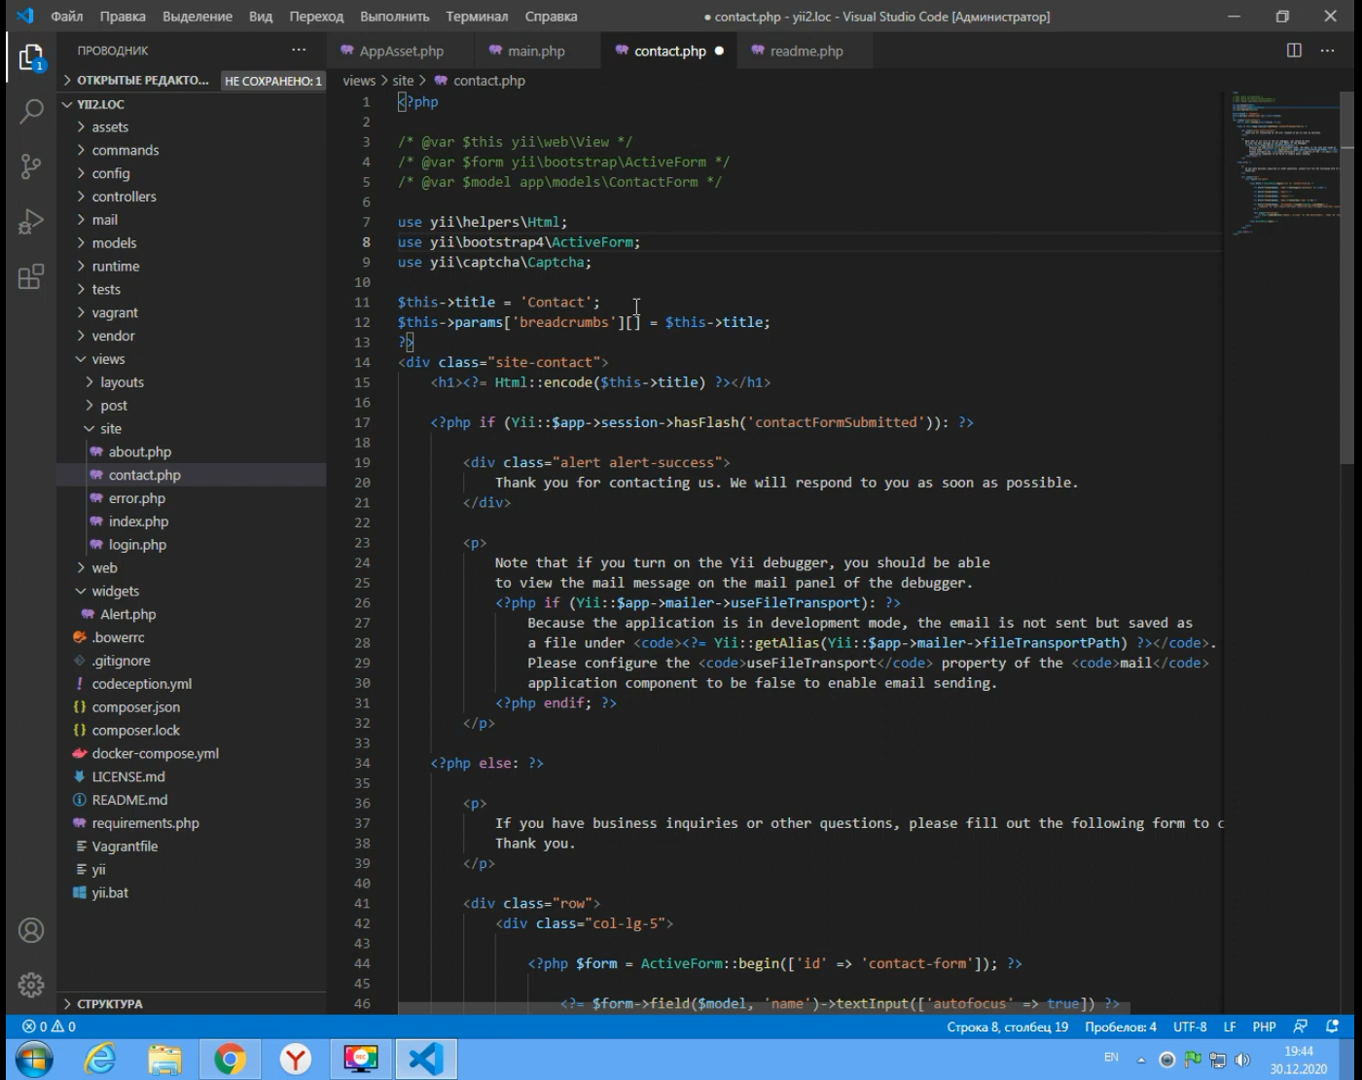 Файл Правка Выделение Вид Переход Выполнить Терминал Справка
● contact.php - yii2.loc - Visual Studio Code [Администратор]
ПРОВОДНИК ···
ОТКРЫТЫЕ РЕДАКТО... НЕ СОХРАНЕНО: 1
YII2.LOC
assets
commands
config
controllers
mail
models
runtime
tests
vagrant
vendor
views
layouts
post
site
about.php
contact.php
error.php
index.php
login.php
web
widgets
Alert.php
.bowerrc
.gitignore
codeception.yml
composer.json
composer.lock
docker-compose.yml
LICENSE.md
README.md
requirements.php
Vagrantfile
yii
yii.bat
СТРУКТУРА
1
AppAsset.php main.php contact.php ● readme.php ···
views > site > contact.php
1 <?php
2
3 /* @var $this yii\web\View */
4 /* @var $form yii\bootstrap\ActiveForm */
5 /* @var $model app\models\ContactForm */
6
7 use yii\helpers\Html;
8 use yii\bootstrap4\ActiveForm;
9 use yii\captcha\Captcha;
10
11 $this->title = 'Contact';
12 $this->params['breadcrumbs'][] = $this->title;
13 ?>
14 <div class="site-contact">
15 <h1><?= Html::encode($this->title) ?></h1>
16
17 <?php if (Yii::$app->session->hasFlash('contactFormSubmitted')): ?>
18
19 <div class="alert alert-success">
20 Thank you for contacting us. We will respond to you as soon as possible.
21 </div>
22
23 <p>
24 Note that if you turn on the Yii debugger, you should be able
25 to view the mail message on the mail panel of the debugger.
26 <?php if (Yii::$app->mailer->useFileTransport): ?>
27 Because the application is in development mode, the email is not sent but saved as
28 a file under <code><?= Yii::getAlias(Yii::$app->mailer->fileTransportPath) ?></code>.
29 Please configure the <code>useFileTransport</code> property of the <code>mail</code>
30 application component to be false to enable email sending.
31 <?php endif; ?>
32 </p>
33
34 <?php else: ?>
35
36 <p>
37 If you have business inquiries or other questions, please fill out the following form to c
38 Thank you.
39 </p>
40
41 <div class="row">
42 <div class="col-lg-5">
43
44 <?php $form = ActiveForm::begin(['id' => 'contact-form']); ?>
45
46 <?= $form->field($model, 'name')->textInput(['autofocus' => true]) ?>
0 0 Строка 8, столбец 19 Пробелов: 4 UTF-8 LF PHP
REC
EN
19:44
30.12.2020